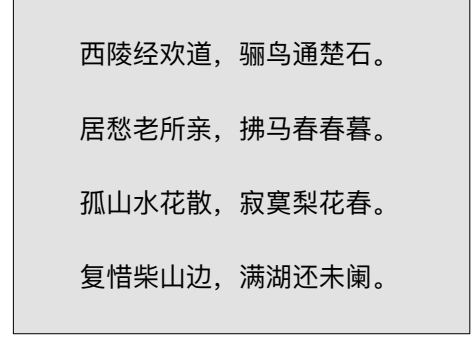 西陵经欢道，骊鸟通楚石。
居愁老所亲，拂马春春暮。
孤山水花散，寂寞梨花春。
复惜柴山边，满湖还未阑。